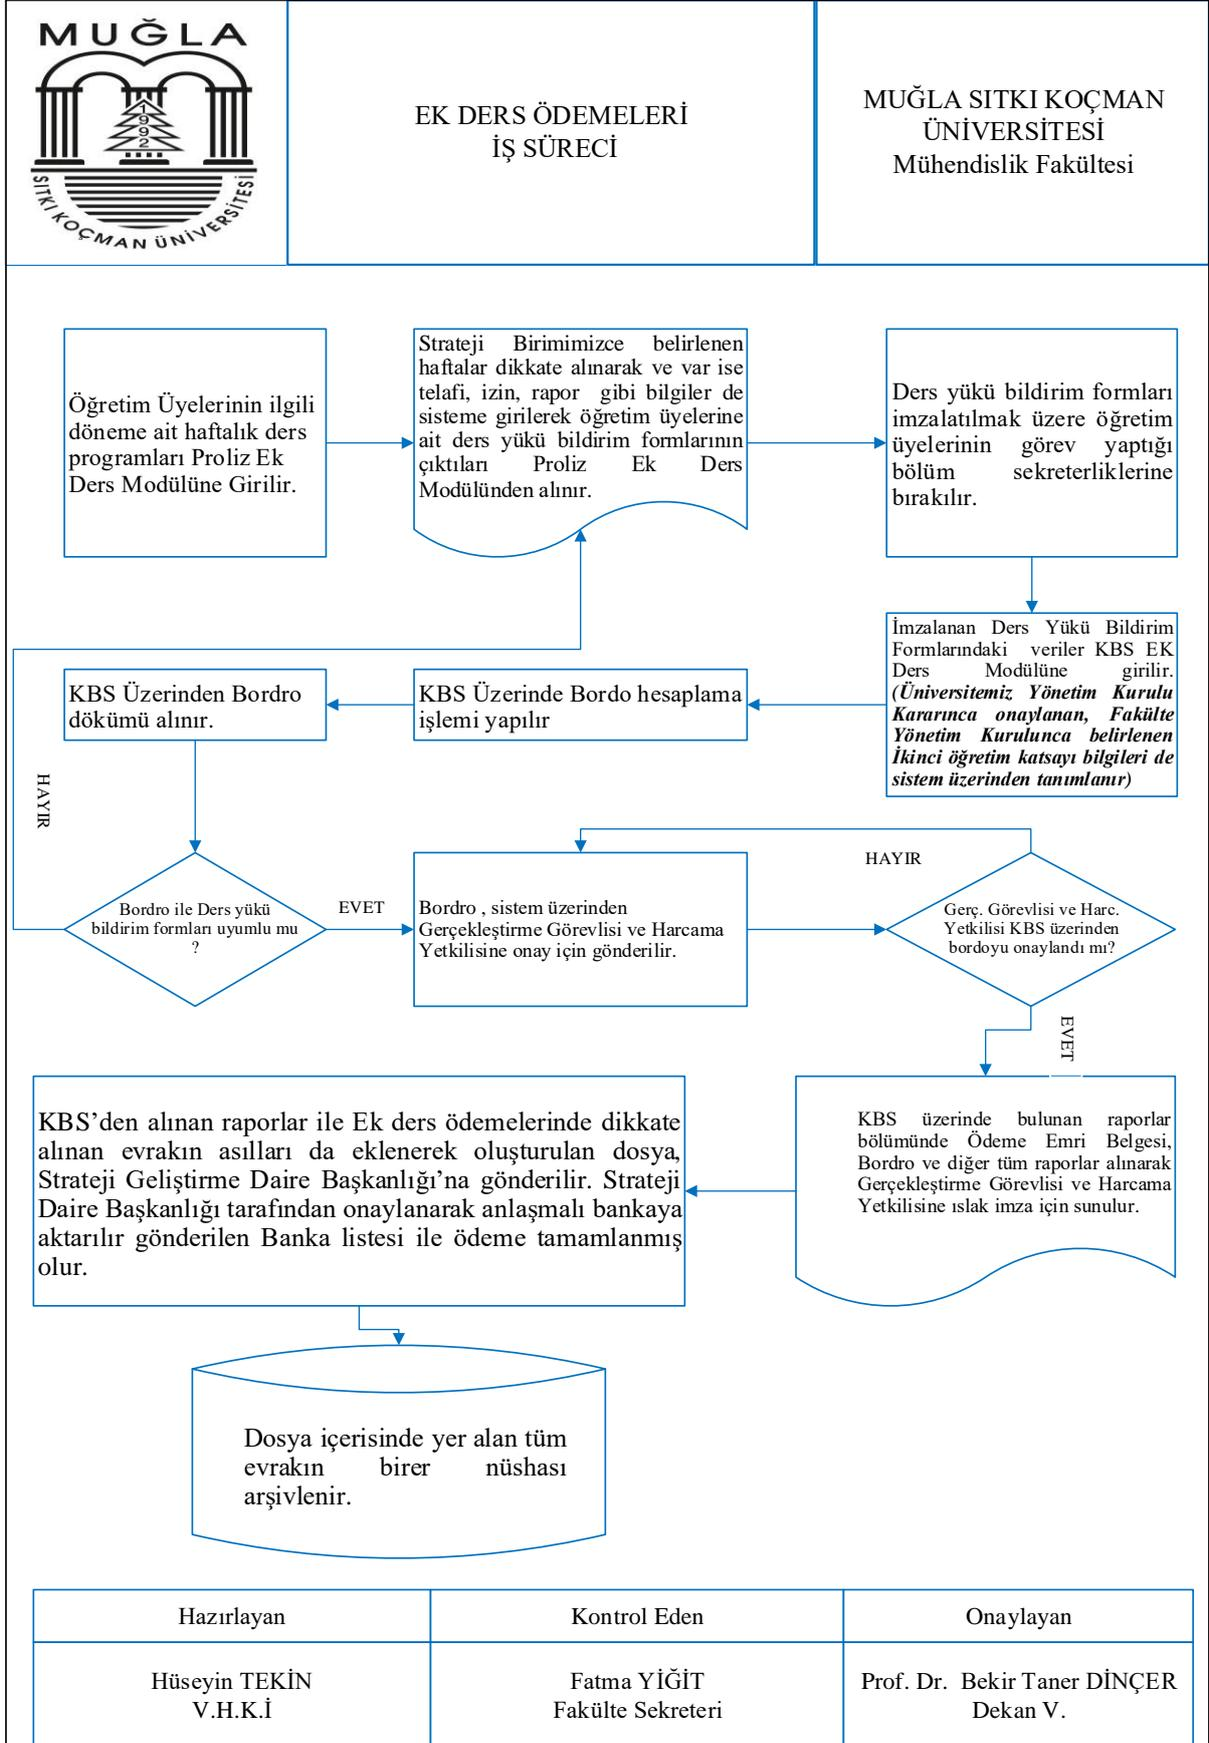 MUĞLA
1992
SITKI KOÇMAN ÜNİVERSİTESİ
EK DERS ÖDEMELERİ
İŞ SÜRECİ
MUĞLA SITKI KOÇMAN
ÜNİVERSİTESİ
Mühendislik Fakültesi
Öğretim Üyelerinin ilgili
döneme ait haftalık ders
programları Proliz Ek
Ders Modülüne Girilir.
Strateji Birimimizce belirlenen
haftalar dikkate alınarak ve var ise
telafi, izin, rapor gibi bilgiler de
sisteme girilerek öğretim üyelerine
ait ders yükü bildirim formlarının
çıktıları Proliz Ek Ders
Modülünden alınır.
Ders yükü bildirim formları
imzalatılmak üzere öğretim
üyelerinin görev yaptığı
bölüm sekreterliklerine
bırakılır.
İmzalanan Ders Yükü Bildirim
Formlarındaki veriler KBS EK
Ders Modülüne girilir.
(Üniversitemiz Yönetim Kurulu
Kararınca onaylanan, Fakülte
Yönetim Kurulunca belirlenen
İkinci öğretim katsayı bilgileri de
sistem üzerinden tanımlanır)
KBS Üzerinde Bordo hesaplama
işlemi yapılır
KBS Üzerinden Bordro
dökümü alınır.
HAYIR
Bordro ile Ders yükü
bildirim formları uyumlu mu
?
EVET
Bordro , sistem üzerinden
Gerçekleştirme Görevlisi ve Harcama
Yetkilisine onay için gönderilir.
HAYIR
Gerç. Görevlisi ve Harc.
Yetkilisi KBS üzerinden
bordoyu onaylandı mı?
EVET
KBS üzerinde bulunan raporlar
bölümünde Ödeme Emri Belgesi,
Bordro ve diğer tüm raporlar alınarak
Gerçekleştirme Görevlisi ve Harcama
Yetkilisine ıslak imza için sunulur.
KBS’den alınan raporlar ile Ek ders ödemelerinde dikkate
alınan evrakın asılları da eklenerek oluşturulan dosya,
Strateji Geliştirme Daire Başkanlığı’na gönderilir. Strateji
Daire Başkanlığı tarafından onaylanarak anlaşmalı bankaya
aktarılır gönderilen Banka listesi ile ödeme tamamlanmış
olur.
Dosya içerisinde yer alan tüm
evrakın birer nüshası
arşivlenir.
Hazırlayan
Kontrol Eden
Onaylayan
Hüseyin TEKİN
V.H.K.İ
Fatma YİĞİT
Fakülte Sekreteri
Prof. Dr. Bekir Taner DİNÇER
Dekan V.